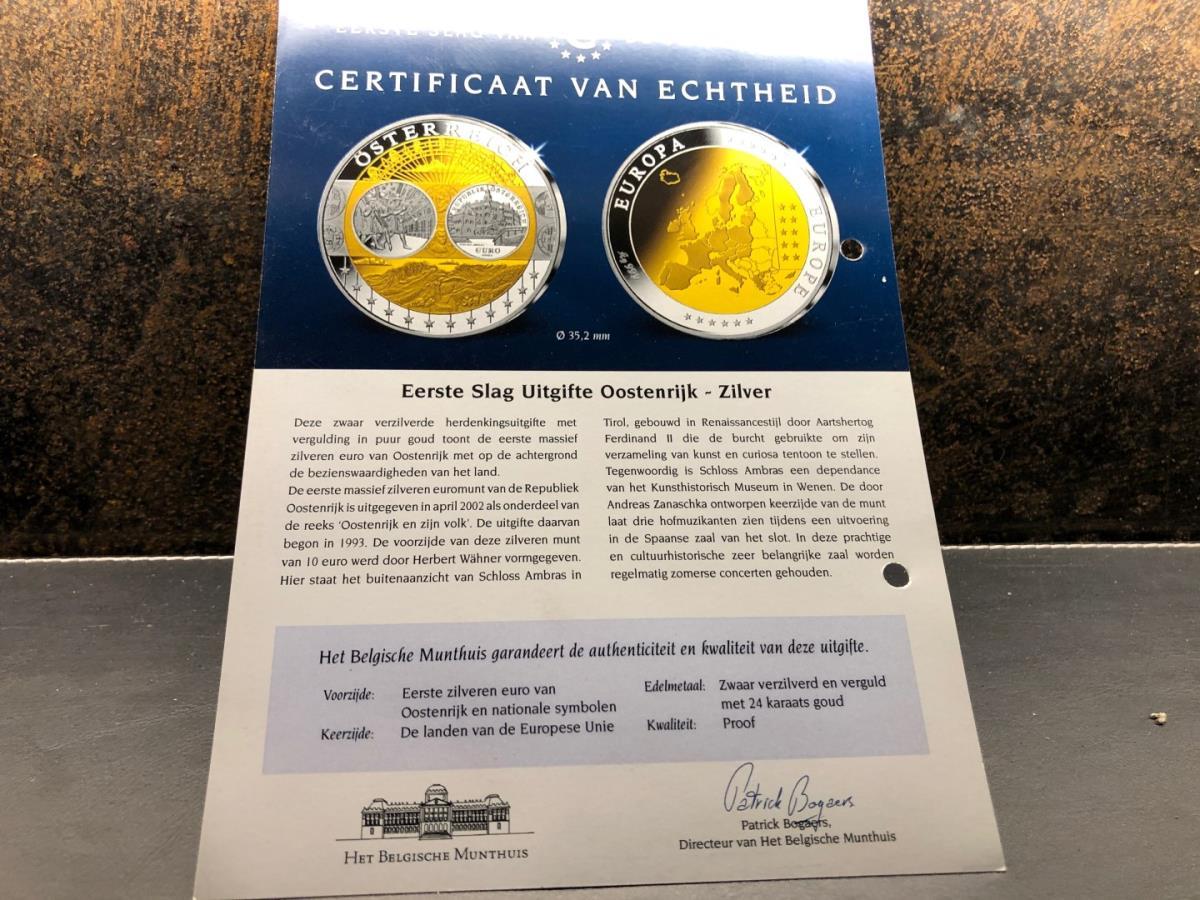 EERSTE SLAG VAN
CERTIFICAAT VAN ECHTHEID
ÖSTERREICH
REPUBLIK ÖSTERREICH
EURO
EUROPA
EUROPE
Ø 35,2 mm
Eerste Slag Uitgifte Oostenrijk - Zilver
Deze zwaar verzilverde herdenkingsuitgifte met
vergulding in puur goud toont de eerste massief
zilveren euro van Oostenrijk met op de achtergrond
de bezienswaardigheden van het land.
De eerste massief zilveren euromunt van de Republiek
Oostenrijk is uitgegeven in april 2002 als onderdeel van
de reeks 'Oostenrijk en zijn volk'. De uitgifte daarvan
begon in 1993. De voorzijde van deze zilveren munt
van 10 euro werd door Herbert Wähner vormgegeven.
Hier staat het buitenaanzicht van Schloss Ambras in
Tirol, gebouwd in Renaissancestijl door Aartshertog
Ferdinand II die de burcht gebruikte om zijn
verzameling van kunst en curiosa tentoon te stellen.
Tegenwoordig is Schloss Ambras een dependance
van het Kunsthistorisch Museum in Wenen. De door
Andreas Zanaschka ontworpen keerzijde van de munt
laat drie hofmuzikanten zien tijdens een uitvoering
in de Spaanse zaal van het slot. In deze prachtige
en cultuurhistorische zeer belangrijke zaal worden
regelmatig zomerse concerten gehouden.
Het Belgische Munthuis garandeert de authenticiteit en kwaliteit van deze uitgifte.
Voorzijde: Eerste zilveren euro van
Oostenrijk en nationale symbolen
Keerzijde: De landen van de Europese Unie
Edelmetaal: Zwaar verzilverd en verguld
met 24 karaats goud
Kwaliteit: Proof
HET BELGISCHE MUNTHUIS
Patrick Bogaers
Patrick Bogaers,
Directeur van Het Belgische Munthuis